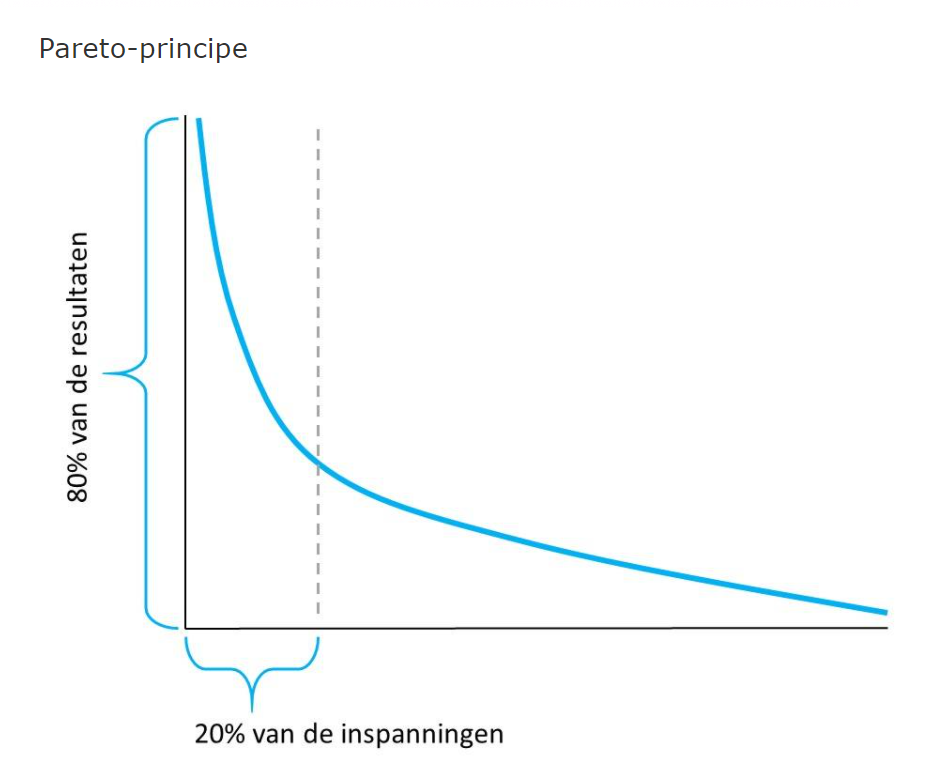 Pareto-principe
80% van de resultaten
20% van de inspanningen